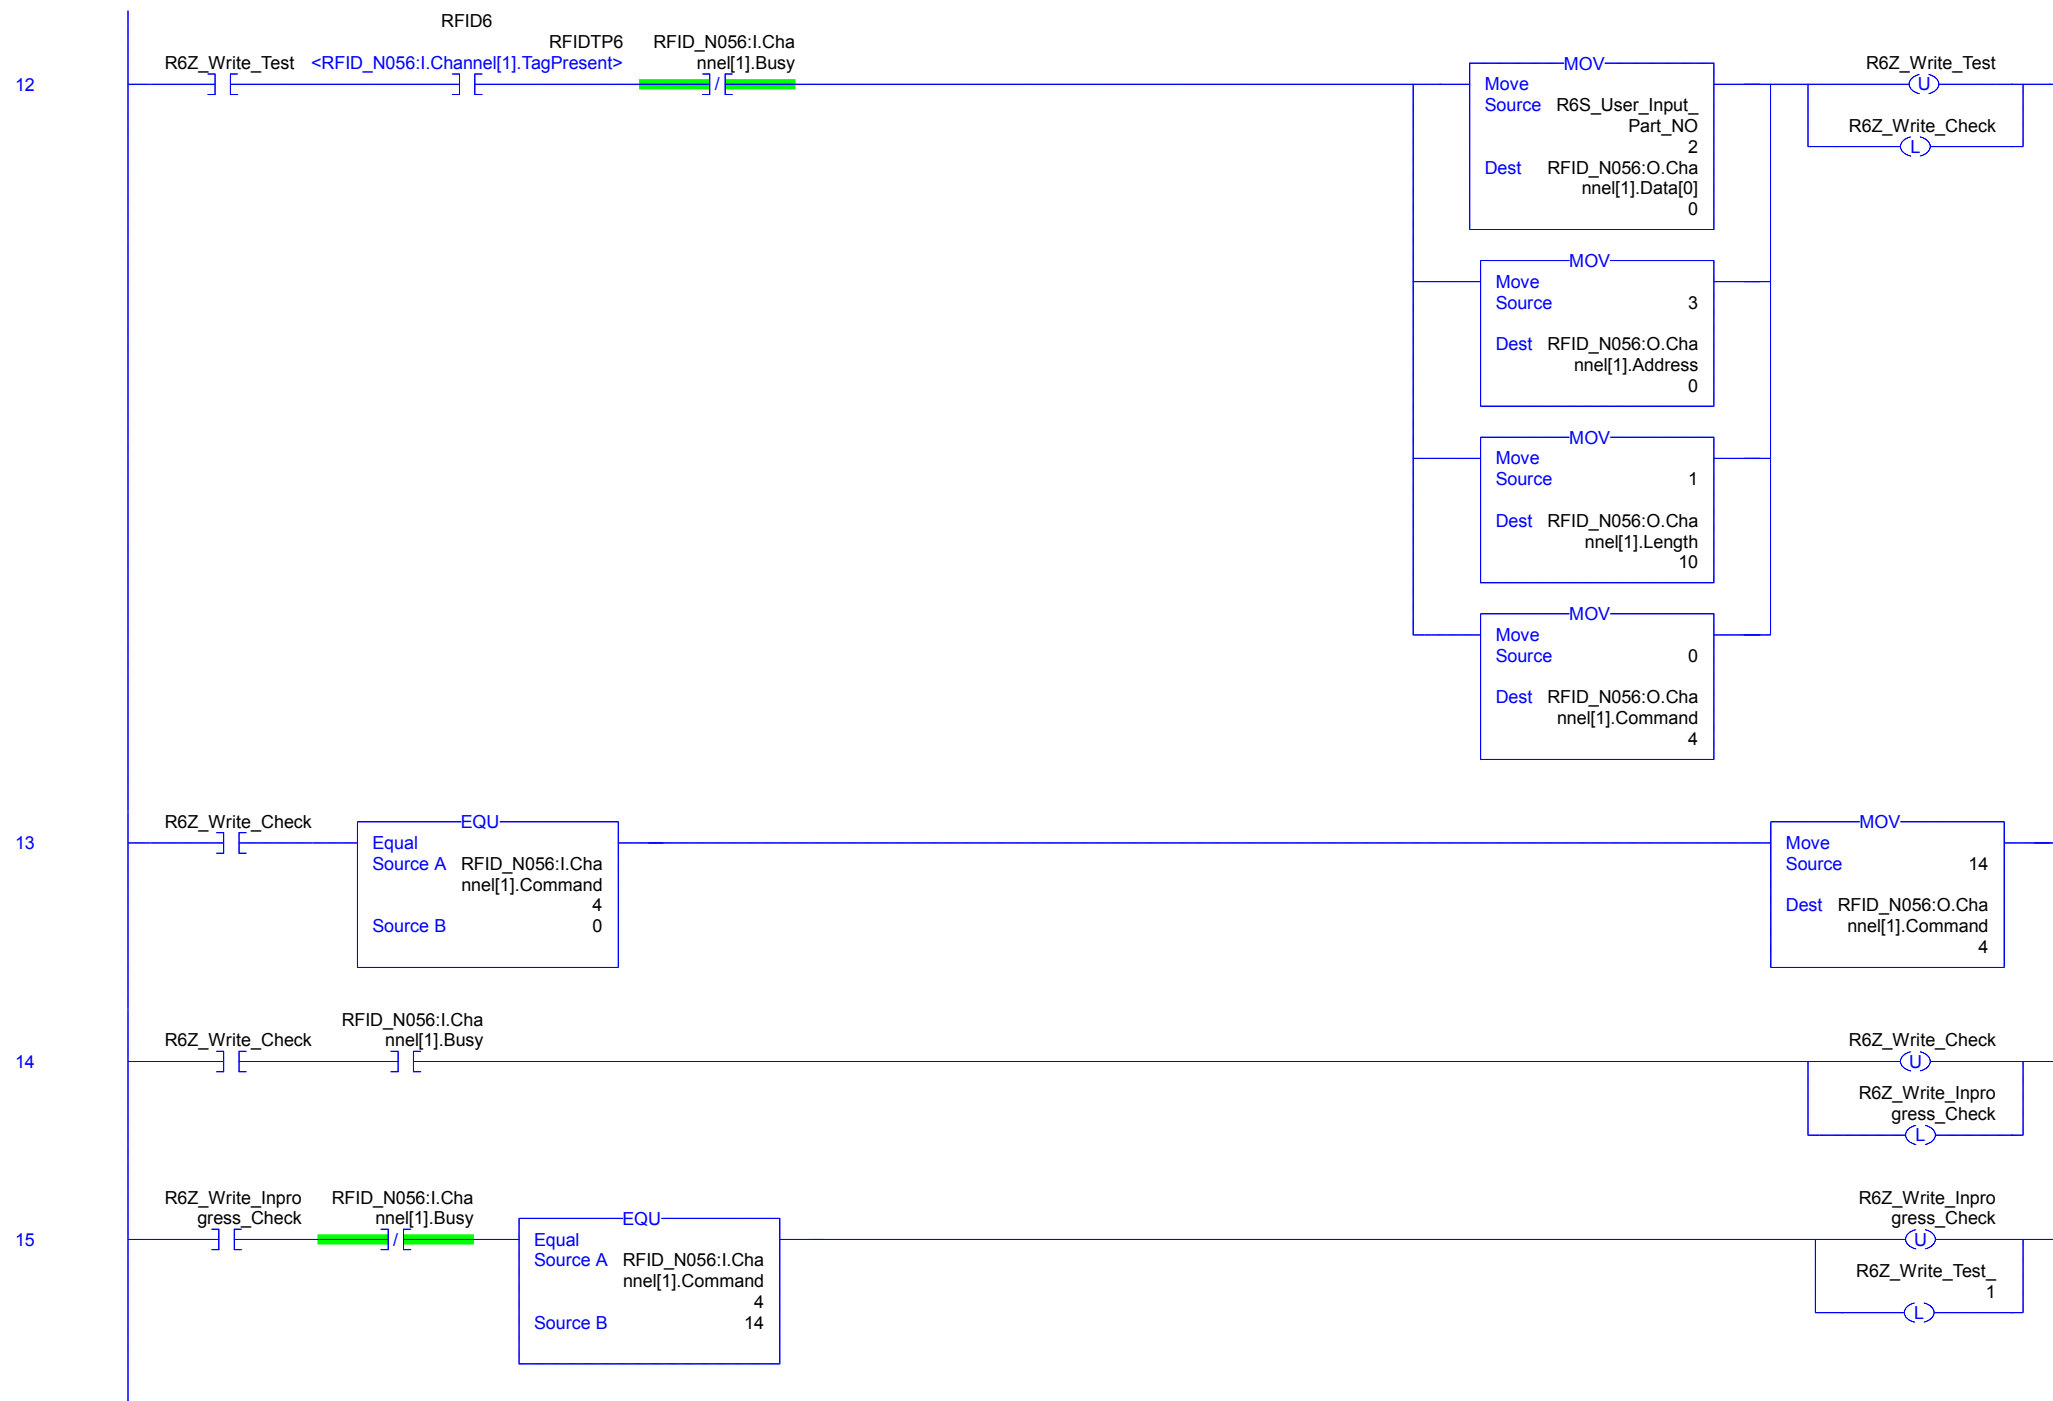 RFID6
RFIDTP6
R6Z_Write_Test
<RFID_N056:I.Channel[1].TagPresent>
RFID_N056:I.Cha
nnel[1].Busy
12
MOV
Move
Source R6S_User_Input_
Part_NO
2
Dest RFID_N056:O.Cha
nnel[1].Data[0]
0
R6Z_Write_Test
U
R6Z_Write_Check
L
MOV
Move
Source 3
Dest RFID_N056:O.Cha
nnel[1].Address
0
MOV
Move
Source 1
Dest RFID_N056:O.Cha
nnel[1].Length
10
MOV
Move
Source 0
Dest RFID_N056:O.Cha
nnel[1].Command
4
13
R6Z_Write_Check
EQU
Equal
Source A RFID_N056:I.Cha
nnel[1].Command
4
Source B 0
MOV
Move
Source 14
Dest RFID_N056:O.Cha
nnel[1].Command
4
14
R6Z_Write_Check
RFID_N056:I.Cha
nnel[1].Busy
R6Z_Write_Check
U
R6Z_Write_Inpro
gress_Check
L
15
R6Z_Write_Inpro
gress_Check
RFID_N056:I.Cha
nnel[1].Busy
EQU
Equal
Source A RFID_N056:I.Cha
nnel[1].Command
4
Source B 14
R6Z_Write_Inpro
gress_Check
U
R6Z_Write_Test_
1
L